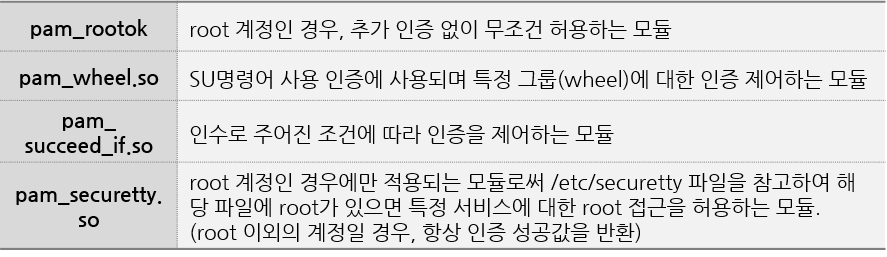 pam_rootok
root 계정인 경우, 추가 인증 없이 무조건 허용하는 모듈
pam_wheel.so
SU명령어 사용 인증에 사용되며 특정 그룹(wheel)에 대한 인증 제어하는 모듈
pam_
succeed_if.so
인수로 주어진 조건에 따라 인증을 제어하는 모듈
pam_securetty.
so
root 계정인 경우에만 적용되는 모듈로써 /etc/securetty 파일을 참고하여 해
당 파일에 root가 있으면 특정 서비스에 대한 root 접근을 허용하는 모듈.
(root 이외의 계정일 경우, 항상 인증 성공값을 반환)